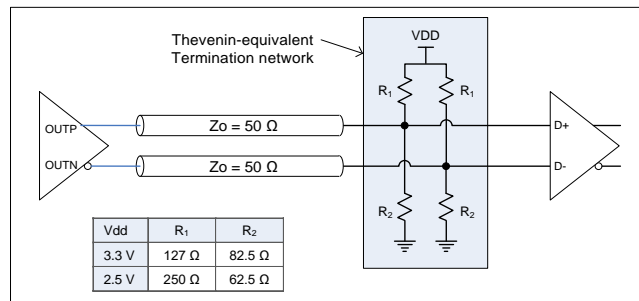 Thevenin-equivalent
Termination network
VDD
R₁ R₁
OUTP
Zo = 50 Ω
D+
OUTN
Zo = 50 Ω
D-
R₂ R₂
Vdd R₁ R₂
3.3 V 127 Ω 82.5 Ω
2.5 V 250 Ω 62.5 Ω